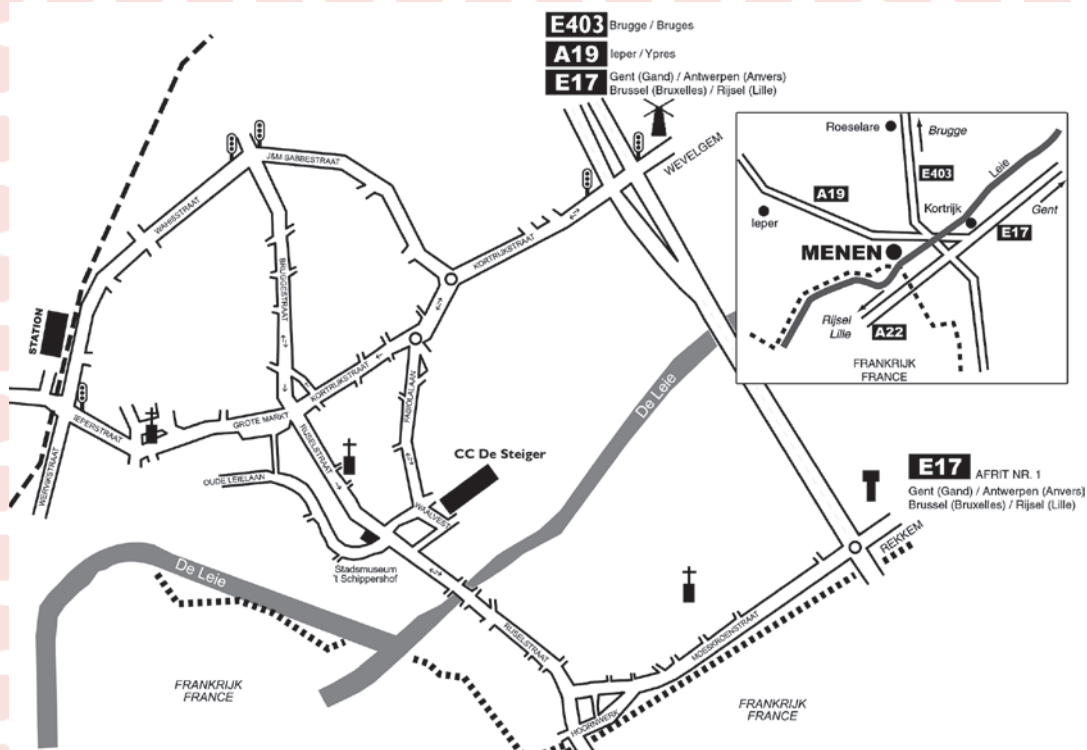 E403 Brugge / Bruges
A19 Ieper / Ypres
E17 Gent (Gand) / Antwerpen (Anvers)
Brussel (Bruxelles) / Rijsel (Lille)
WEVELGEM
J&M SABBESTRAAT
WAHISSTRAAT
BRUGGESTRAAT
KORTRIJKSTRAAT
STATION
KORTRIJKSTRAAT
FABIOLALAAN
IEPERSTRAAT
GROTE MARKT
RIJSELSTRAAT
WERVIKSTRAAT
OUDE LEIELAAN
CC De Steiger
WAALVEST
Stadsmuseum
't Schippershof
De Leie
De Leie
RIJSELSTRAAT
MOESKROENSTRAAT
HOORNWERK
REKKEM
E17 AFRIT NR. 1
Gent (Gand) / Antwerpen (Anvers)
Brussel (Bruxelles) / Rijsel (Lille)
FRANKRIJK
FRANCE
FRANKRIJK
FRANCE
Roeselare
Brugge
Leie
E403
A19
Kortrijk
Ieper
Gent
E17
MENEN
Rijsel
Lille
A22
FRANKRIJK
FRANCE